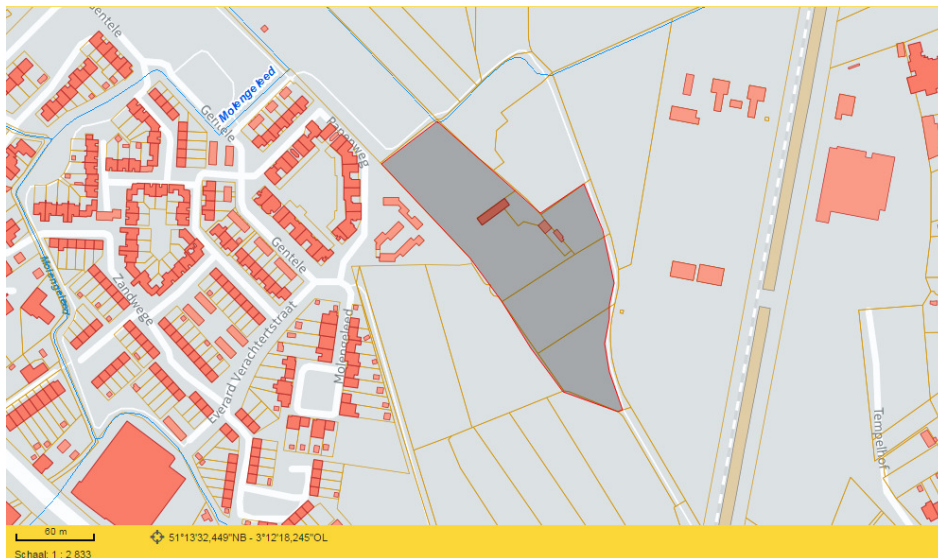 Gentele
Molengeleed
Gentele
Papenweg
Gentele
Molengeleed
Zandwege
Everard Verachtertstraat
Molengeleed
Tempelhof
60 m
51°13'32,449"NB - 3°12'18,245"OL
Schaal: 1 : 2 833